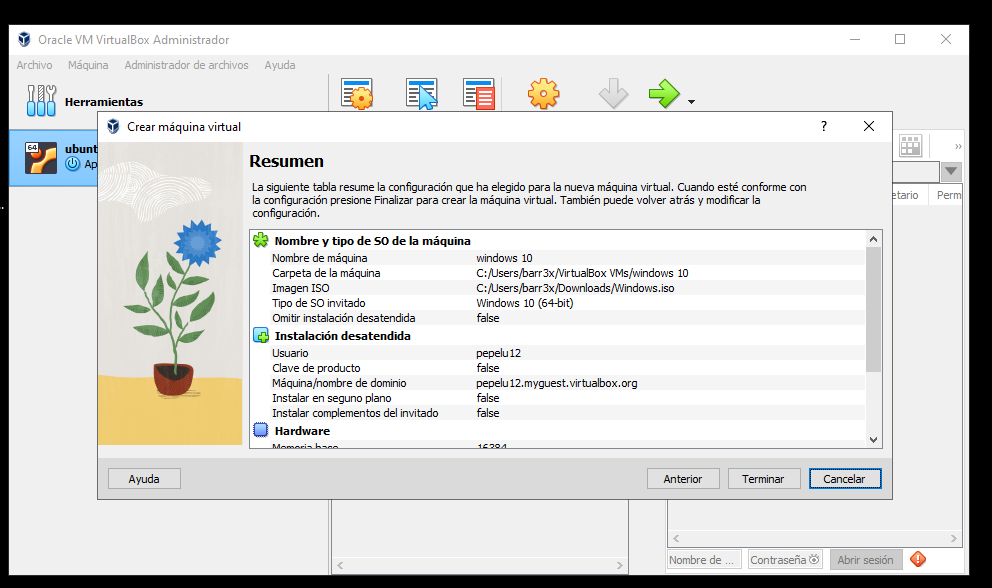 Oracle VM VirtualBox Administrador
Archivo Máquina Administrador de archivos Ayuda
Herramientas
64
ubunt
Ap
Crear máquina virtual ?
Resumen
La siguiente tabla resume la configuración que ha elegido para la nueva máquina virtual. Cuando esté conforme con
la configuración presione Finalizar para crear la máquina virtual. También puede volver atrás y modificar la
configuración.
Nombre y tipo de SO de la máquina
Nombre de máquina windows 10
Carpeta de la máquina C:/Users/barr3x/VirtualBox VMs/windows 10
Imagen ISO C:/Users/barr3x/Downloads/Windows.iso
Tipo de SO invitado Windows 10 (64-bit)
Omitir instalación desatendida false
Instalación desatendida
Usuario pepelu12
Clave de producto false
Máquina/nombre de dominio pepelu12.myguest.virtualbox.org
Instalar en seguno plano false
Instalar complementos del invitado false
Hardware
Memoria base 16384
Ayuda Anterior Terminar Cancelar
»
etario Perm
Nombre de ... Contraseña Abrir sesión